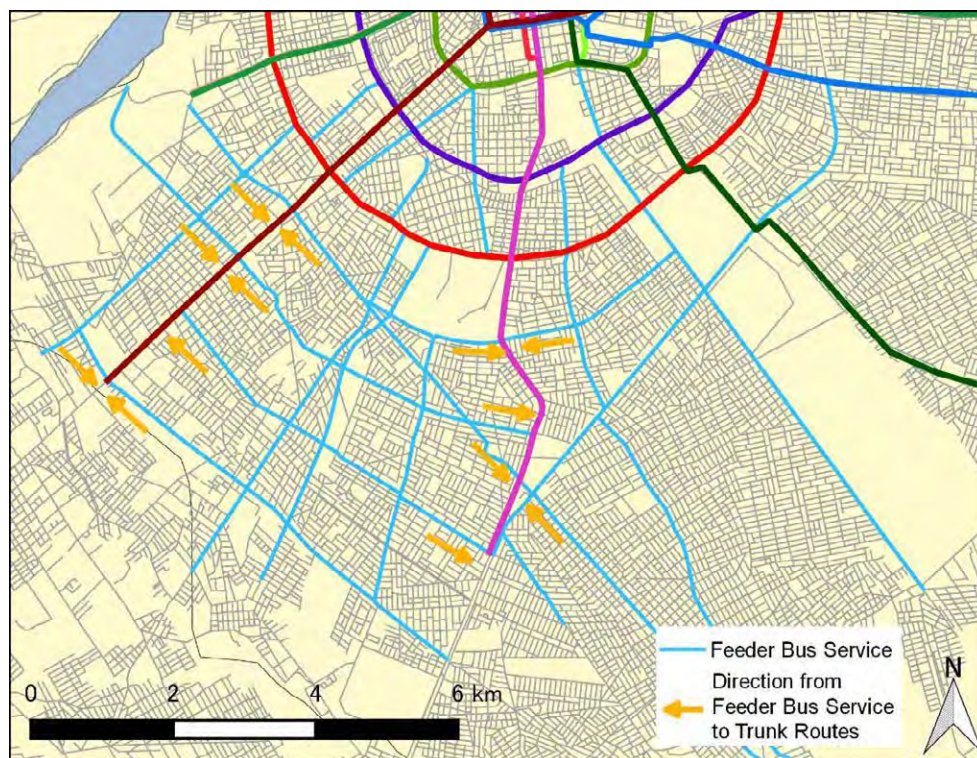 Feeder Bus Service
Direction from
Feeder Bus Service
to Trunk Routes
N
0 2 4 6 km